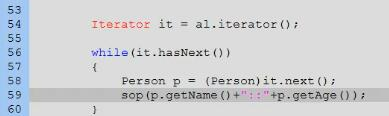 53
54 Iterator it = al.iterator();
55
56 while(it.hasNext())
57 {
58 Person p = (Person)it.next();
59 sop(p.getName()+"::"+p.getAge());
60 }